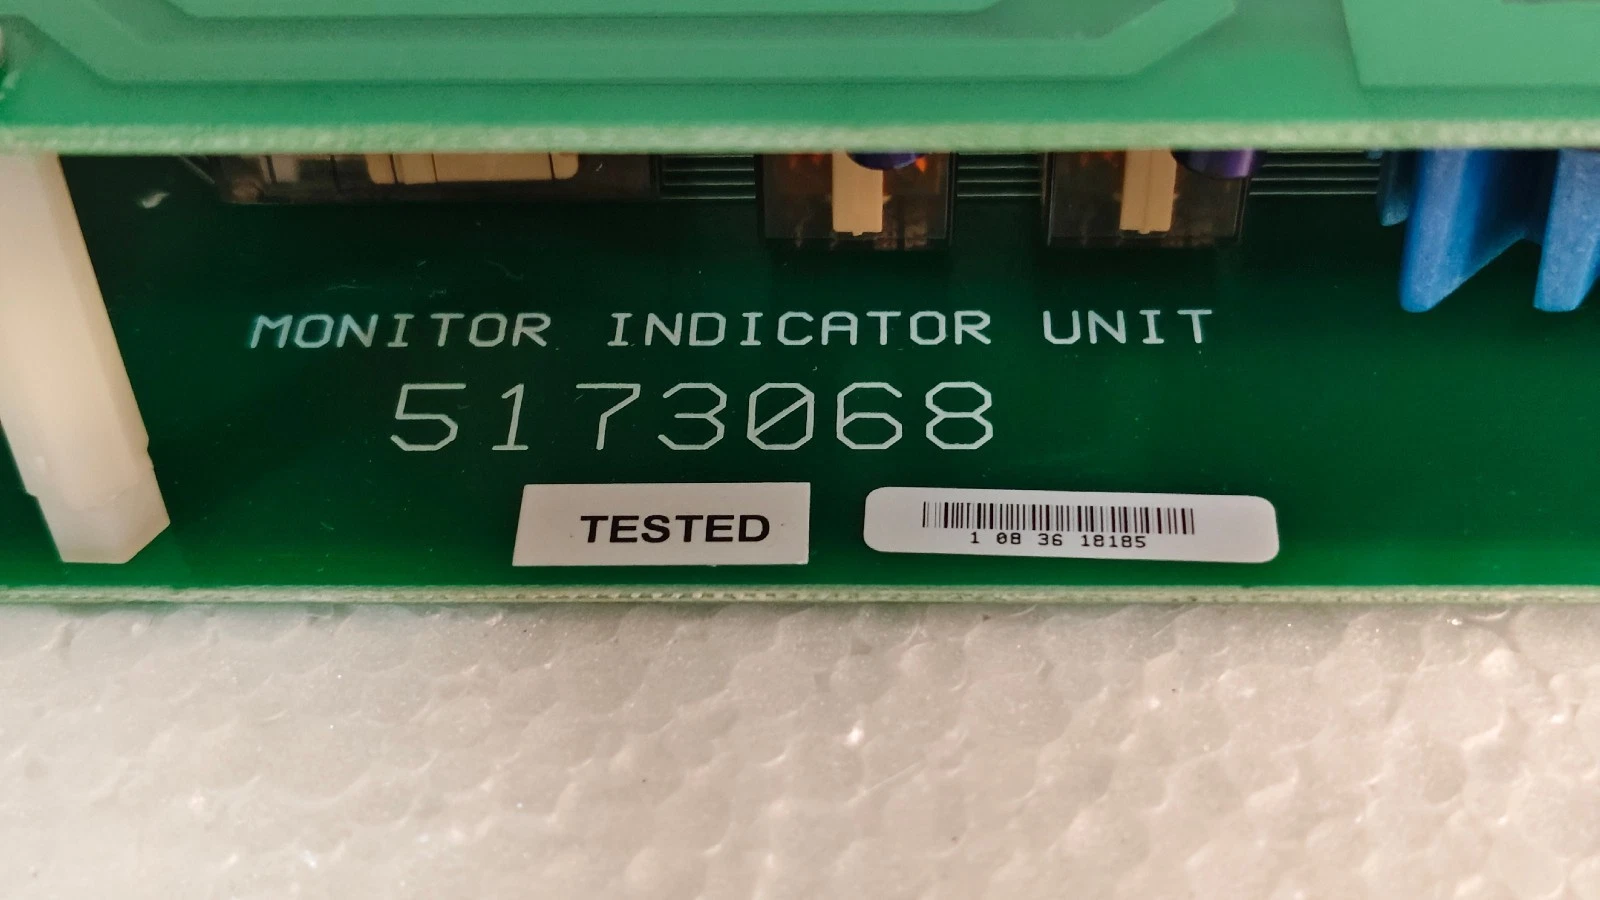 MONITOR INDICATOR UNIT
5173068
TESTED
1 08 36 18185